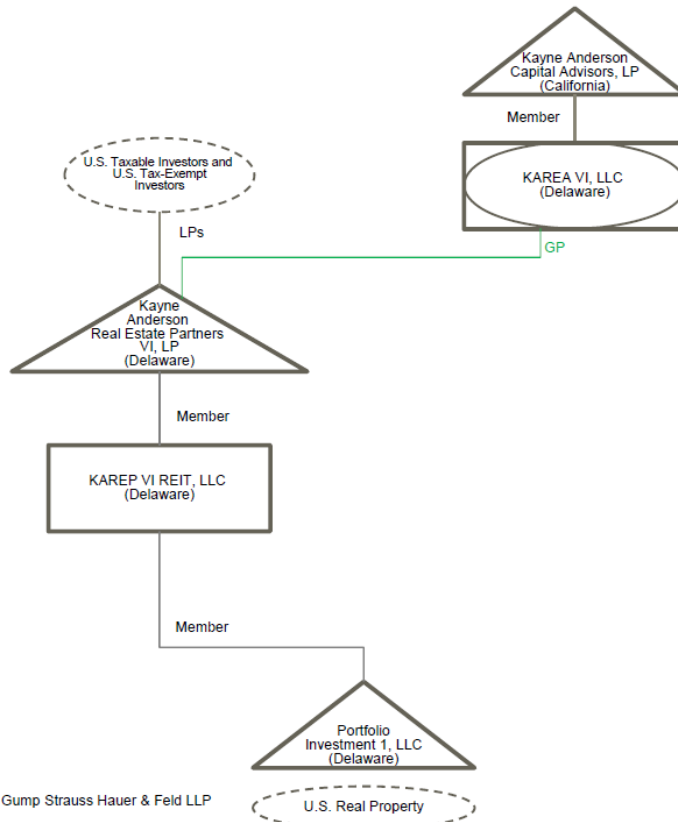 Kayne Anderson
Capital Advisors, LP
(California)
Member
KAREA VI, LLC
(Delaware)
GP
U.S. Taxable Investors and
U.S. Tax-Exempt
Investors
LPs
Kayne
Anderson
Real Estate Partners
VI, LP
(Delaware)
Member
KAREP VI REIT, LLC
(Delaware)
Member
Portfolio
Investment 1, LLC
(Delaware)
Gump Strauss Hauer & Feld LLP
U.S. Real Property